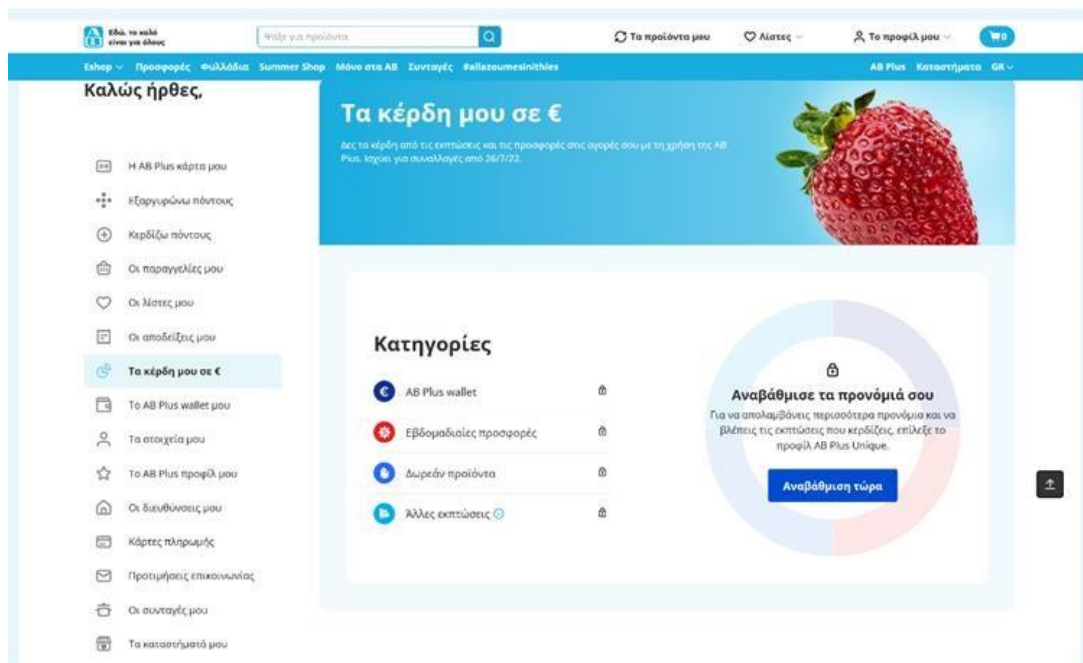 Εδώ, το καλό
είναι για όλους
Ψάξε για προϊόντα
Τα προϊόντα μου
Λίστες
Το προφίλ μου
0
Eshop
Προσφορές
Φυλλάδια
Summer Shop
Μόνο στα ΑΒ
Συνταγές
#allazoumesinithies
AB Plus
Καταστήματα
GR
Καλώς ήρθες,
Η AB Plus κάρτα μου
Εξαργυρώνω πόντους
Κερδίζω πόντους
Οι παραγγελίες μου
Οι λίστες μου
Οι αποδείξεις μου
Τα κέρδη μου σε €
Το AB Plus wallet μου
Τα στοιχεία μου
Το AB Plus προφίλ μου
Οι διευθύνσεις μου
Κάρτες πληρωμής
Προτιμήσεις επικοινωνίας
Οι συνταγές μου
Τα καταστήματά μου
Τα κέρδη μου σε €
Δες τα κέρδη από τις εκπτώσεις και τις προσφορές στις αγορές σου με τη χρήση της AB
Plus. Ισχύει για συναλλαγές από 26/7/22.
Κατηγορίες
AB Plus wallet
Εβδομαδιαίες προσφορές
Δωρεάν προϊόντα
Άλλες εκπτώσεις
Αναβάθμισε τα προνόμιά σου
Για να απολαμβάνεις περισσότερα προνόμια και να
βλέπεις τις εκπτώσεις που κερδίζεις, επίλεξε το
προφίλ AB Plus Unique.
Αναβάθμιση τώρα